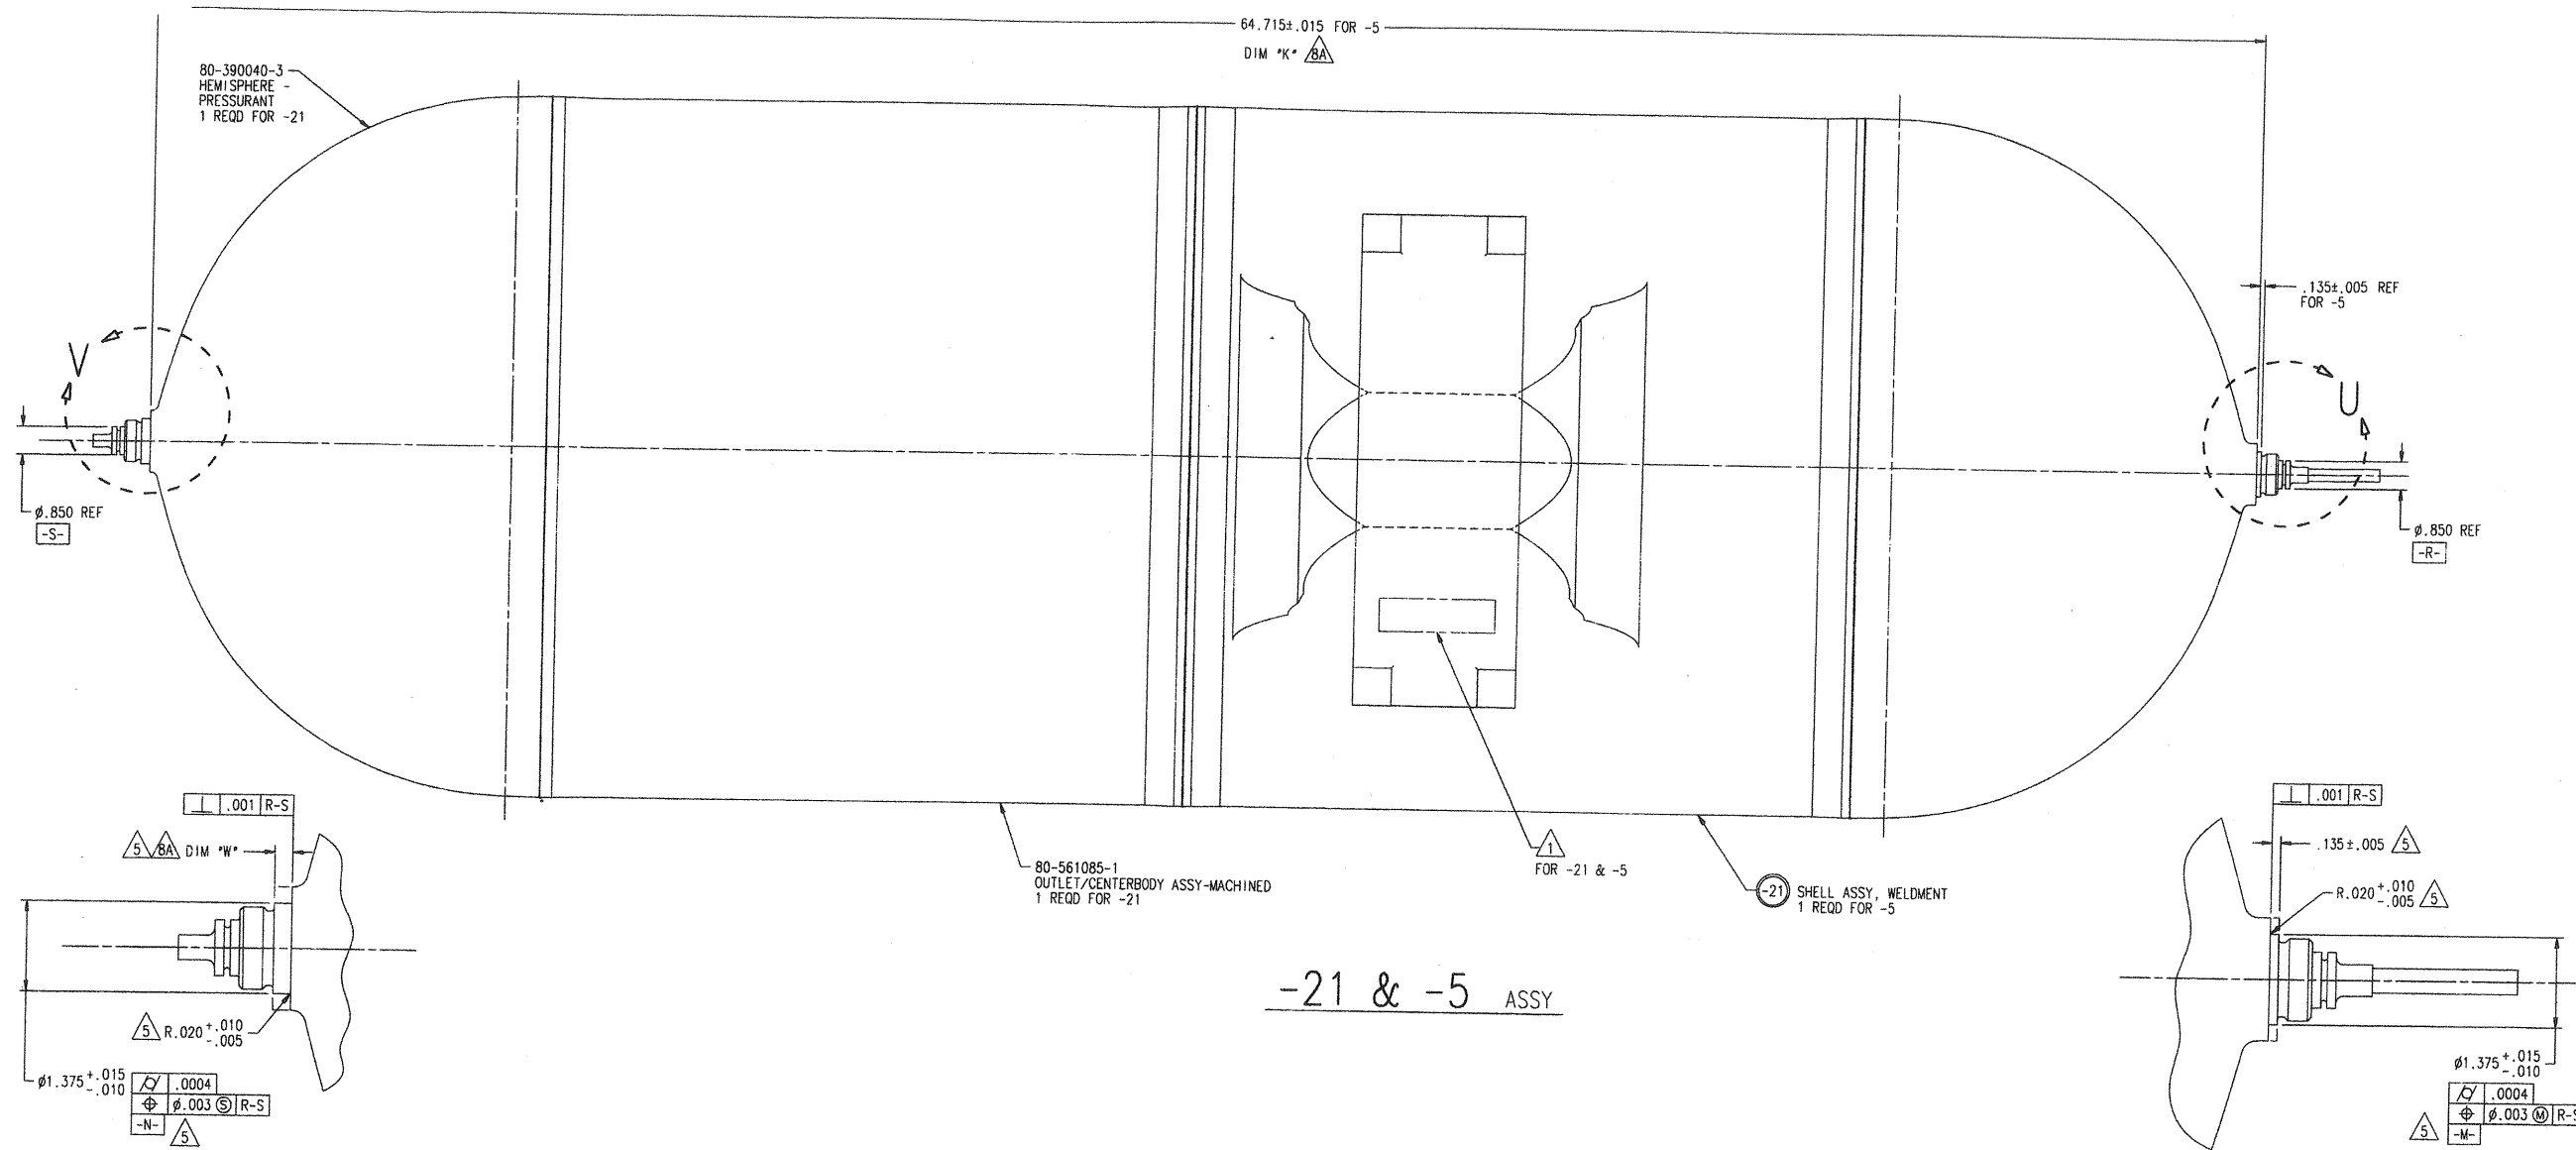 64.715±.015 FOR -5
DIM "K" 8A
80-390040-3
HEMISPHERE -
PRESSURANT
1 REQD FOR -21
.135±.005 REF
FOR -5
V
U
ø.850 REF
-S-
ø.850 REF
-R-
⊥ .001 R-S
5 8A DIM "W"
5 R.020 +.010
-.005
ø1.375 +.015
-.010
⌭ .0004
⌖ ø.003 Ⓢ R-S
-N-
5
80-561085-1
OUTLET/CENTERBODY ASSY-MACHINED
1 REQD FOR -21
1
FOR -21 & -5
-21 SHELL ASSY, WELDMENT
1 REQD FOR -5
-21 & -5 ASSY
⊥ .001 R-S
.135±.005 5
R.020 +.010
-.005 5
ø1.375 +.015
-.010
⌭ .0004
⌖ ø.003 Ⓜ R-S
5 -M-